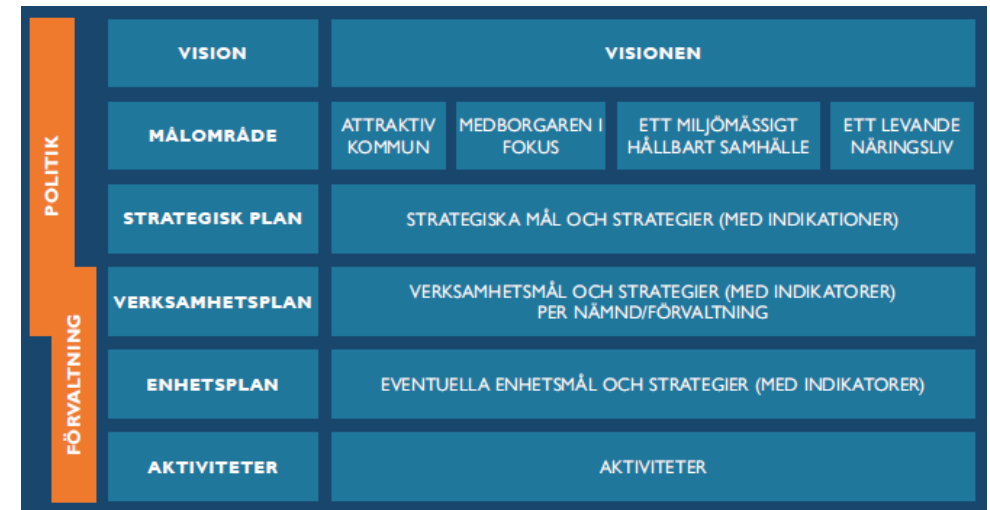 POLITIK
FÖRVALTNING
VISION
VISIONEN
MÅLOMRÅDE
ATTRAKTIV
KOMMUN
MEDBORGAREN I
FOKUS
ETT MILJÖMÄSSIGT
HÅLLBART SAMHÄLLE
ETT LEVANDE
NÄRINGSLIV
STRATEGISK PLAN
STRATEGISKA MÅL OCH STRATEGIER (MED INDIKATIONER)
VERKSAMHETSPLAN
VERKSAMHETSMÅL OCH STRATEGIER (MED INDIKATORER)
PER NÄMND/FÖRVALTNING
ENHETSPLAN
EVENTUELLA ENHETSMÅL OCH STRATEGIER (MED INDIKATORER)
AKTIVITETER
AKTIVITETER